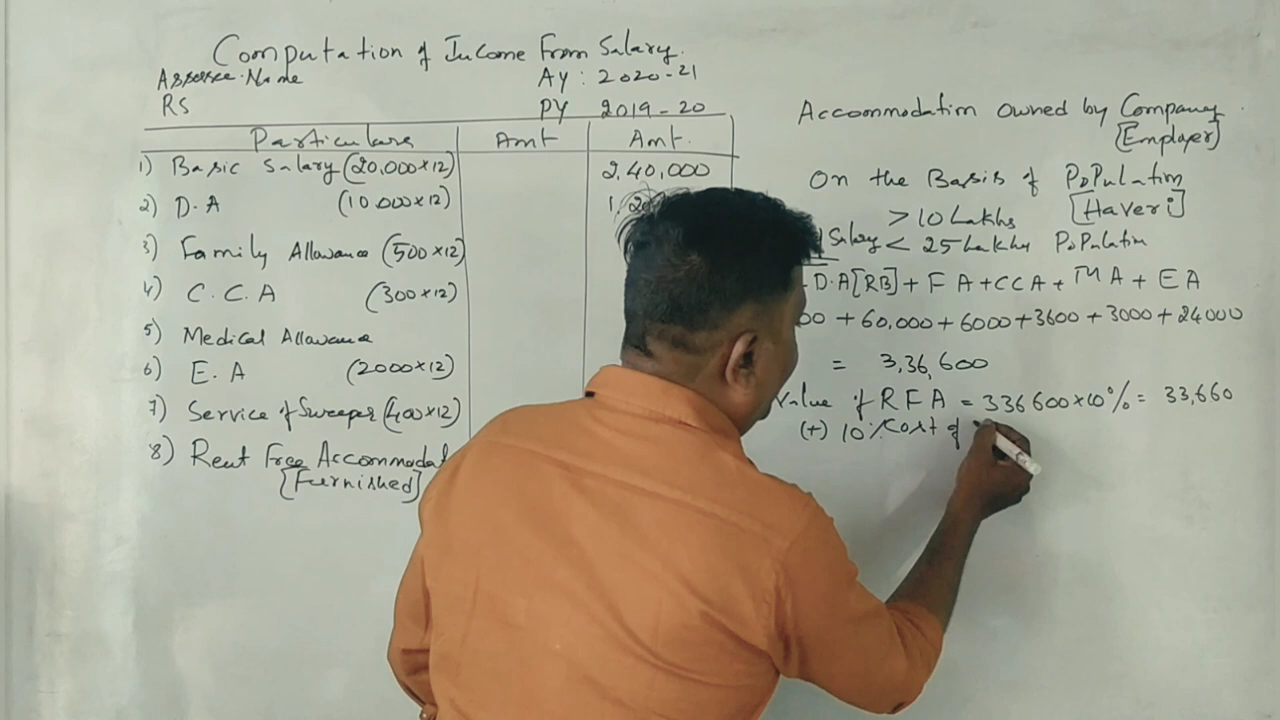 Computation of Income From Salary.
Assessee Name
AY : 2020-21
RS
PY 2019-20
Particulars Amt Amt.
1) Basic Salary (20,000×12) 2,40,000
2) D.A (10,000×12)
3) Family Allowance (500×12)
4) C.C.A (300×12)
5) Medical Allowance
6) E.A (2000×12)
7) Service of Sweeper (400×12)
8) Rent Free Accommodat
[Furnished]
Accommodation owned by Company.
[Employer]
On the Basis of Population
[Haveri]
> 10 Lakhs
Salary < 25 Lakhs Population
D.A[RB] + FA + CCA + MA + EA
00 + 60,000 + 6000 + 3600 + 3000 + 24000
= 3,36,600
Value of RFA = 336600×10% = 33,660
(+) 10% Cost of